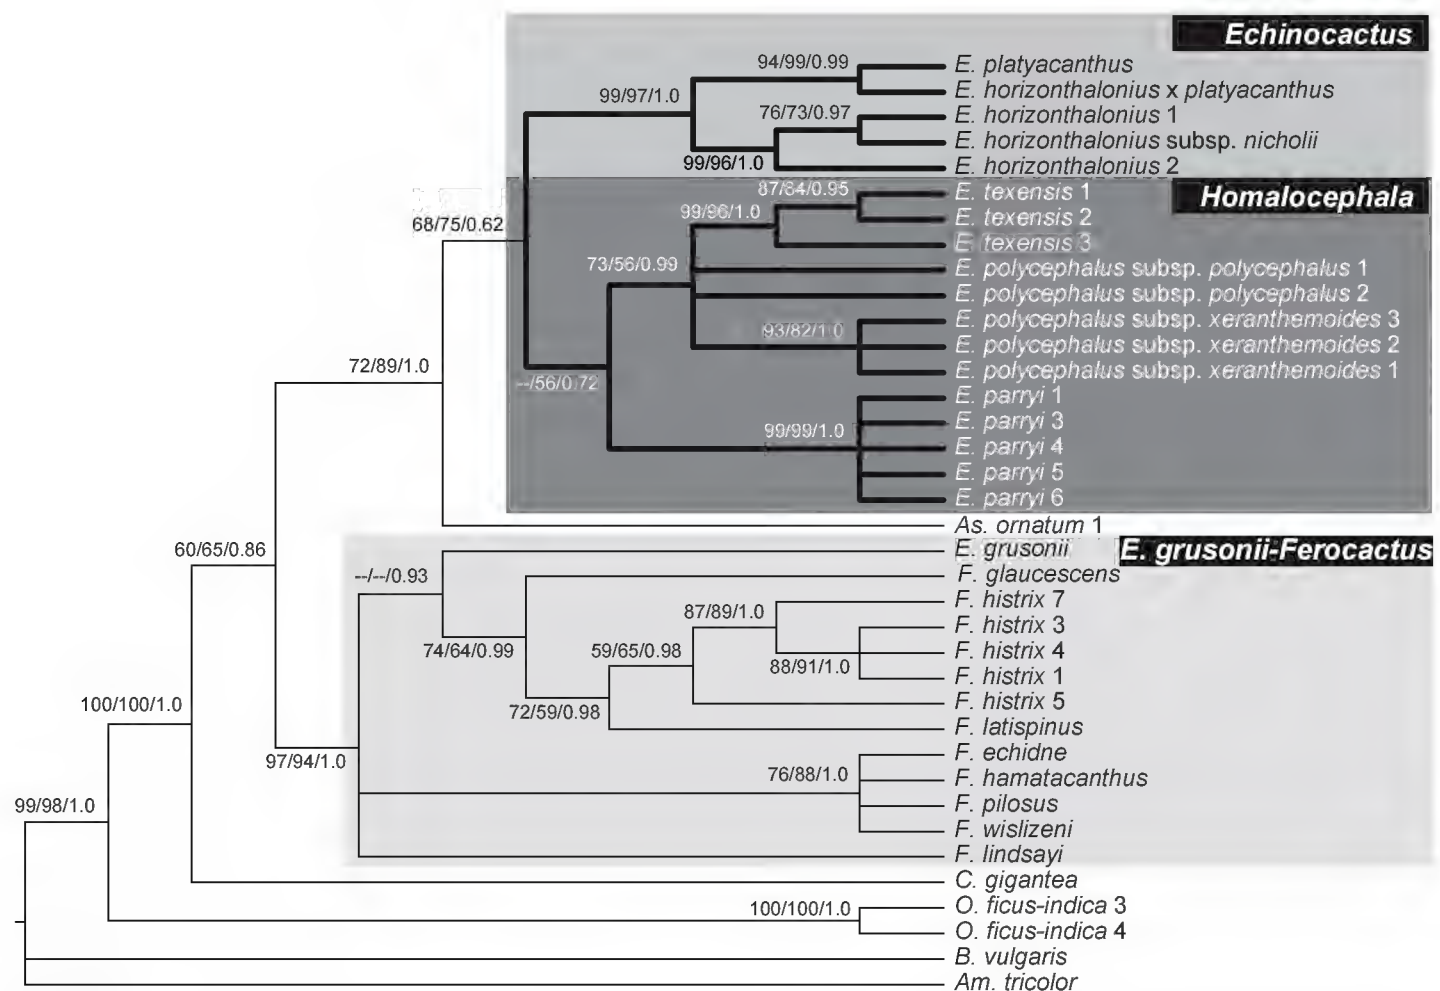 Echinocactus
94/99/0.99
E. platyacanthus
99/97/1.0
E. horizonthalonius x platyacanthus
76/73/0.97
E. horizonthalonius 1
E. horizonthalonius subsp. nicholii
99/96/1.0
E. horizonthalonius 2
87/84/0.95
E. texensis 1
Homalocephala
99/96/1.0
E. texensis 2
68/75/0.62
E. texensis 3
73/56/0.99
E. polycephalus subsp. polycephalus 1
E. polycephalus subsp. polycephalus 2
93/82/1.0
E. polycephalus subsp. xeranthemoides 3
E. polycephalus subsp. xeranthemoides 2
72/89/1.0
E. polycephalus subsp. xeranthemoides 1
--/56/0.72
E. parryi 1
E. parryi 3
99/99/1.0
E. parryi 4
E. parryi 5
E. parryi 6
As. ornatum 1
60/65/0.86
E. grusonii
E. grusonii-Ferocactus
--/--/0.93
F. glaucescens
87/89/1.0
F. histrix 7
F. histrix 3
74/64/0.99
59/65/0.98
F. histrix 4
88/91/1.0
F. histrix 1
100/100/1.0
72/59/0.98
F. histrix 5
F. latispinus
97/94/1.0
F. echidne
76/88/1.0
F. hamatacanthus
99/98/1.0
F. pilosus
F. wislizeni
F. lindsayi
C. gigantea
100/100/1.0
O. ficus-indica 3
O. ficus-indica 4
B. vulgaris
Am. tricolor